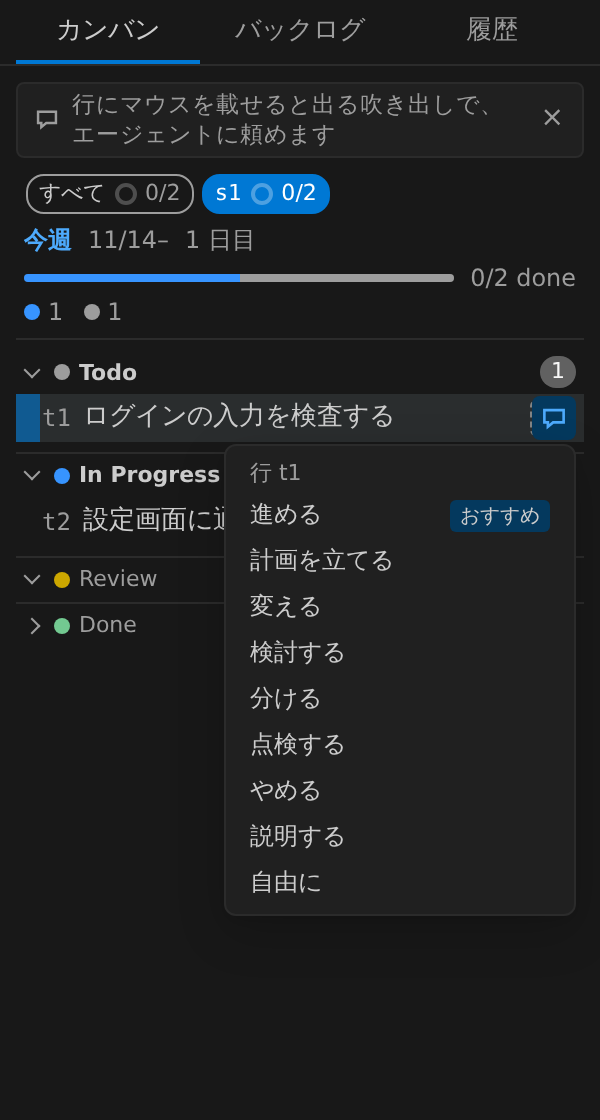 カンバン
バックログ
履歴
行にマウスを載せると出る吹き出しで、
エージェントに頼めます
すべて 0/2
s1 0/2
今週 11/14– 1 日目
0/2 done
1 1
Todo 1
t1 ログインの入力を検査する
In Progress
t2 設定画面に
行 t1
進める おすすめ
計画を立てる
変える
検討する
分ける
点検する
やめる
説明する
自由に
Review
Done